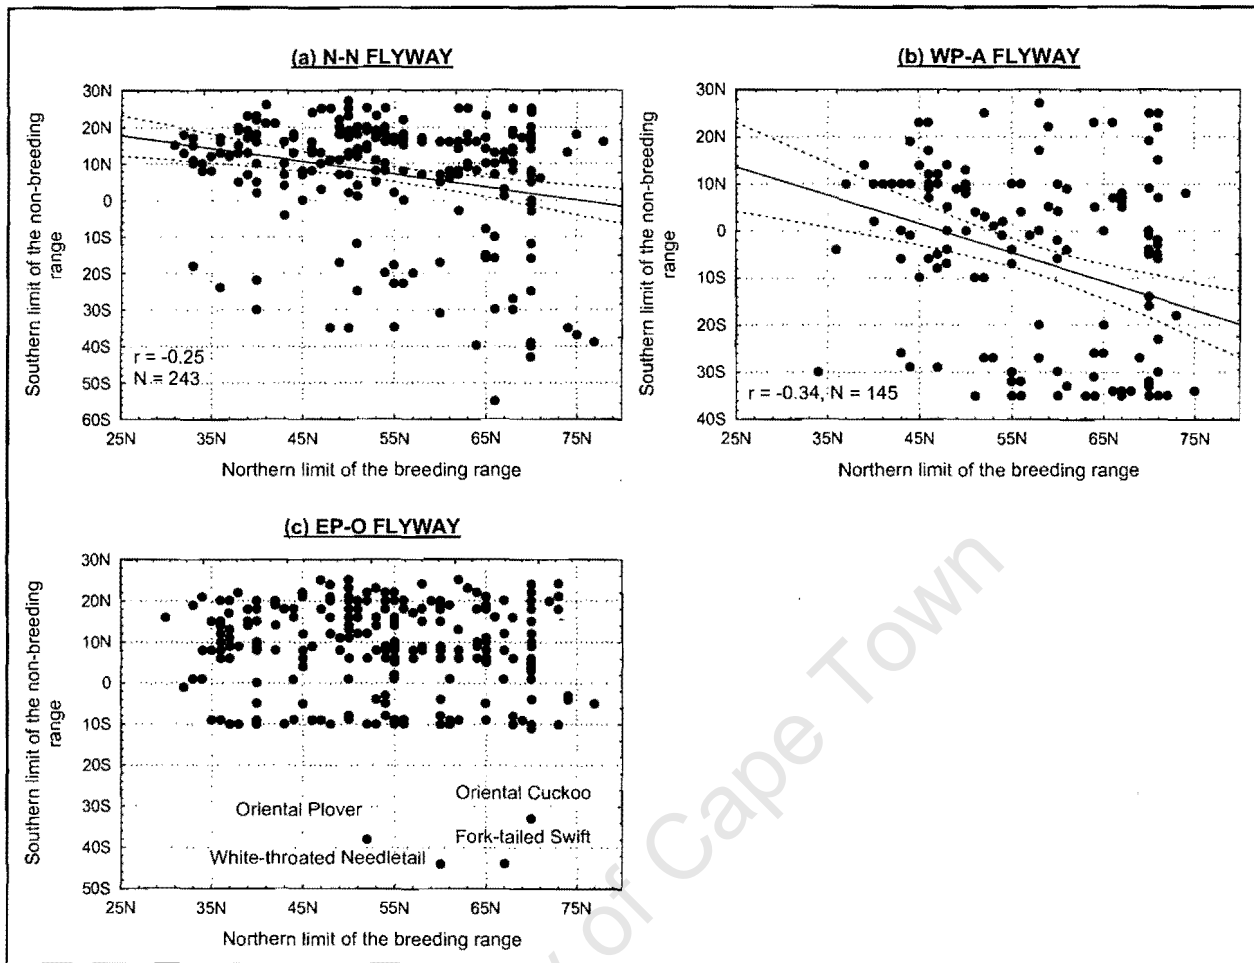 (a) N-N FLYWAY
Southern limit of the non-breeding
range
30N
20N
10N
0
10S
20S
30S
40S
50S
60S
r = -0.25
N = 243
25N 35N 45N 55N 65N 75N
Northern limit of the breeding range
(b) WP-A FLYWAY
Southern limit of the non-breeding
range
30N
20N
10N
0
10S
20S
30S
40S
r = -0.34, N = 145
25N 35N 45N 55N 65N 75N
Northern limit of the breeding range
(c) EP-O FLYWAY
Southern limit of the non-breeding
range
30N
20N
10N
0
10S
20S
30S
40S
50S
Oriental Cuckoo
Oriental Plover
Fork-tailed Swift
White-throated Needletail
25N 35N 45N 55N 65N 75N
Northern limit of the breeding range
of Cape Town